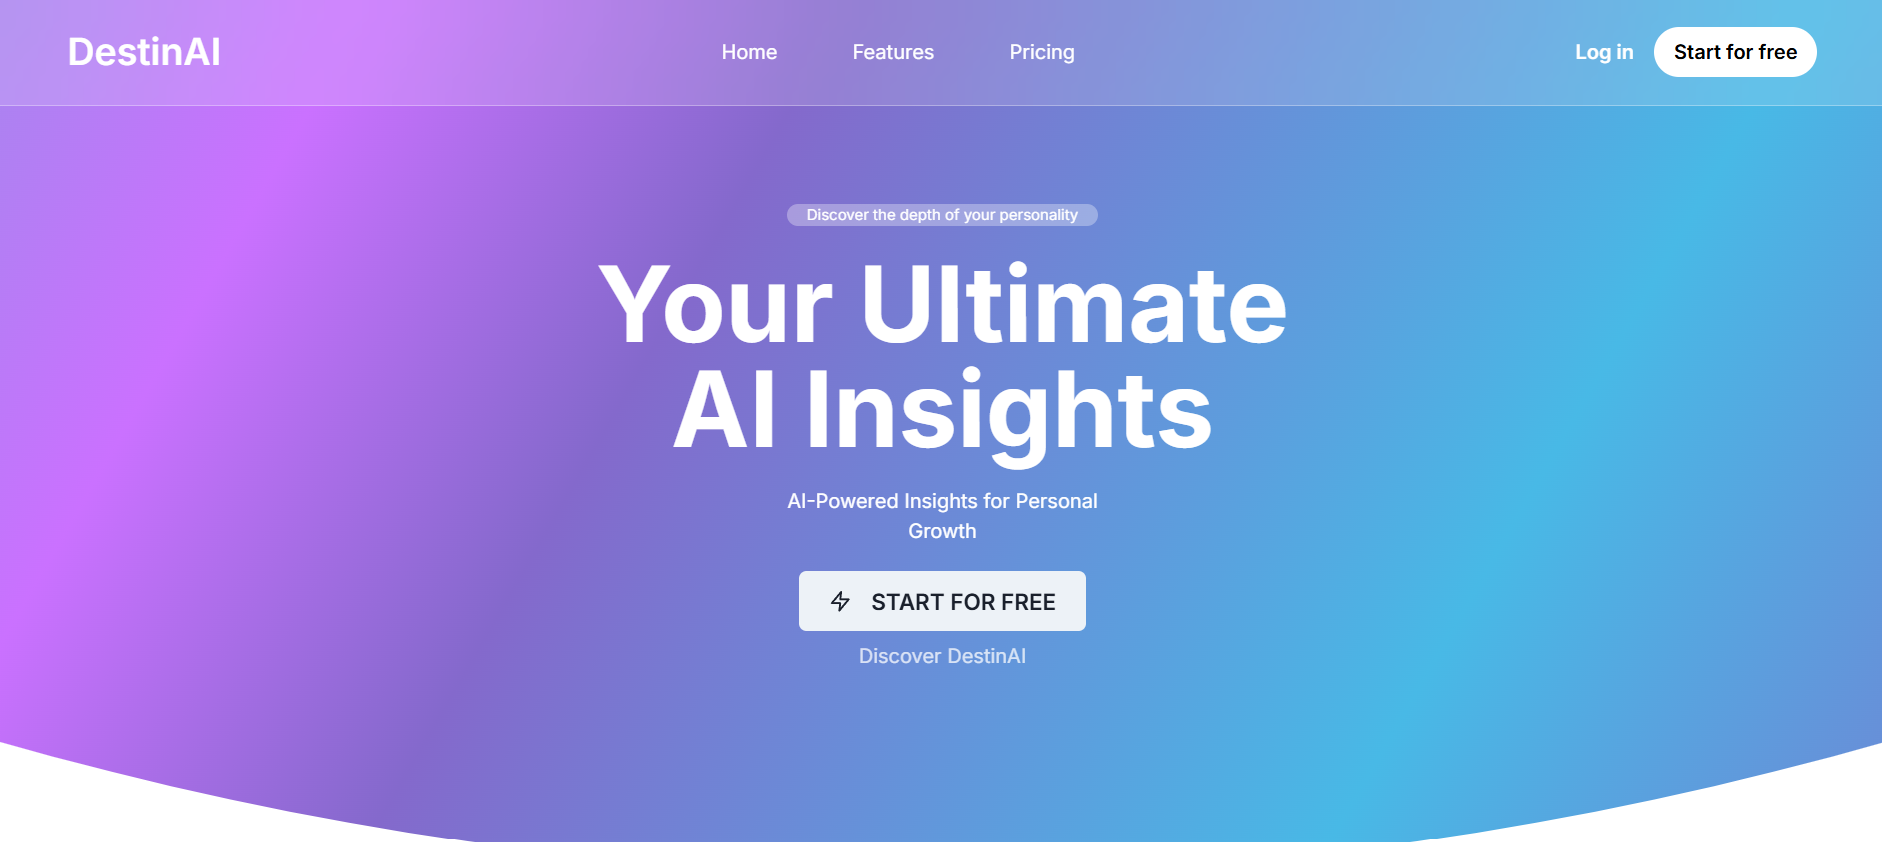 DestinAI
Home
Features
Pricing
Log in
Start for free
Discover the depth of your personality
Your Ultimate
AI Insights
AI-Powered Insights for Personal
Growth
START FOR FREE
Discover DestinAI